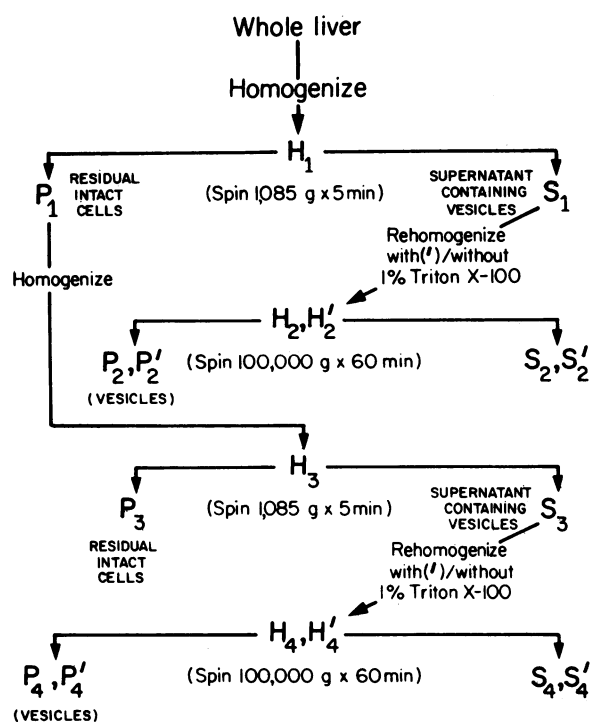 Whole liver
Homogenize
H1
P1
RESIDUAL
INTACT
CELLS
(Spin 1,085 g x 5 min)
SUPERNATANT
CONTAINING
VESICLES
S1
Homogenize
Rehomogenize
with(')/without
1% Triton X-100
H2,H2'
P2,P2'
(VESICLES)
(Spin 100,000 g x 60 min)
S2,S2'
H3
P3
RESIDUAL
INTACT
CELLS
(Spin 1,085 g x 5 min)
SUPERNATANT
CONTAINING
VESICLES
S3
Rehomogenize
with(')/without
1% Triton X-100
H4,H4'
P4,P4'
(VESICLES)
(Spin 100,000 g x 60 min)
S4,S4'